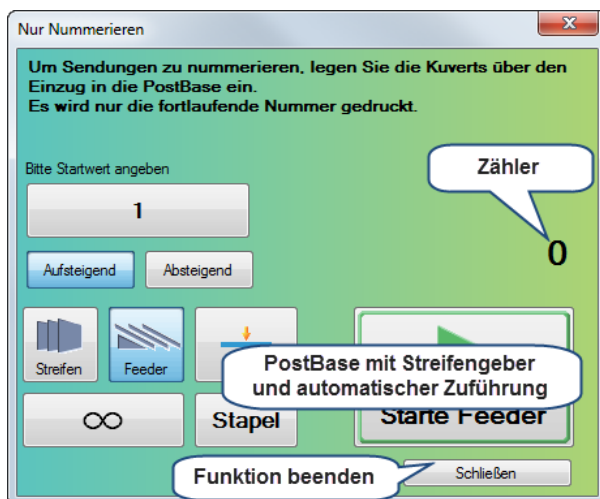 Nur Nummerieren
Um Sendungen zu nummerieren, legen Sie die Kuverts über den
Einzug in die PostBase ein.
Es wird nur die fortlaufende Nummer gedruckt.
Bitte Startwert angeben
Zähler
1
0
Aufsteigend
Absteigend
Streifen
Feeder
PostBase mit Streifengeber
und automatischer Zuführung
∞
Stapel
Starte Feeder
Funktion beenden
Schließen